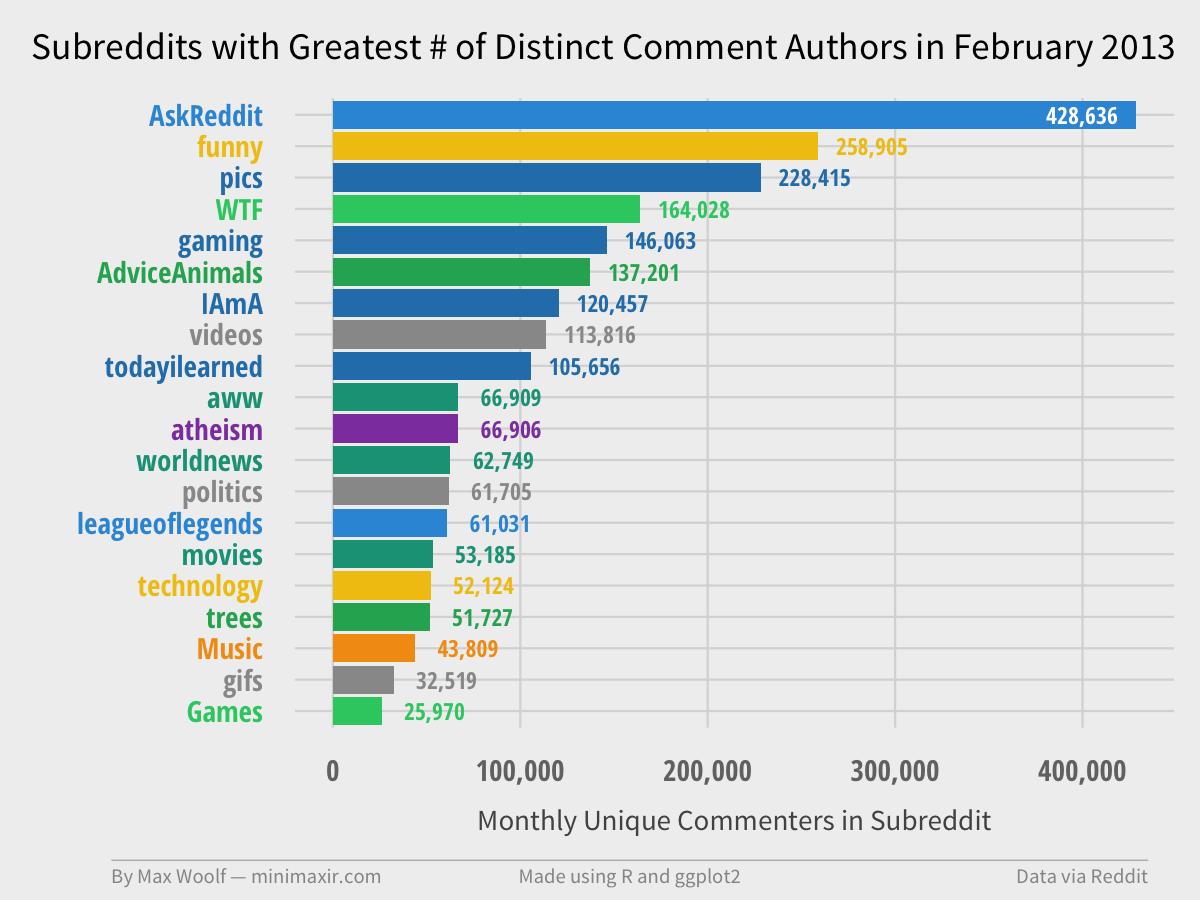 Subreddits with Greatest # of Distinct Comment Authors in February 2013
AskReddit 428,636
funny 258,905
pics 228,415
WTF 164,028
gaming 146,063
AdviceAnimals 137,201
IAmA 120,457
videos 113,816
todayilearned 105,656
aww 66,909
atheism 66,906
worldnews 62,749
politics 61,705
leagueoflegends 61,031
movies 53,185
technology 52,124
trees 51,727
Music 43,809
gifs 32,519
Games 25,970
0 100,000 200,000 300,000 400,000
Monthly Unique Commenters in Subreddit
By Max Woolf — minimaxir.com Made using R and ggplot2 Data via Reddit